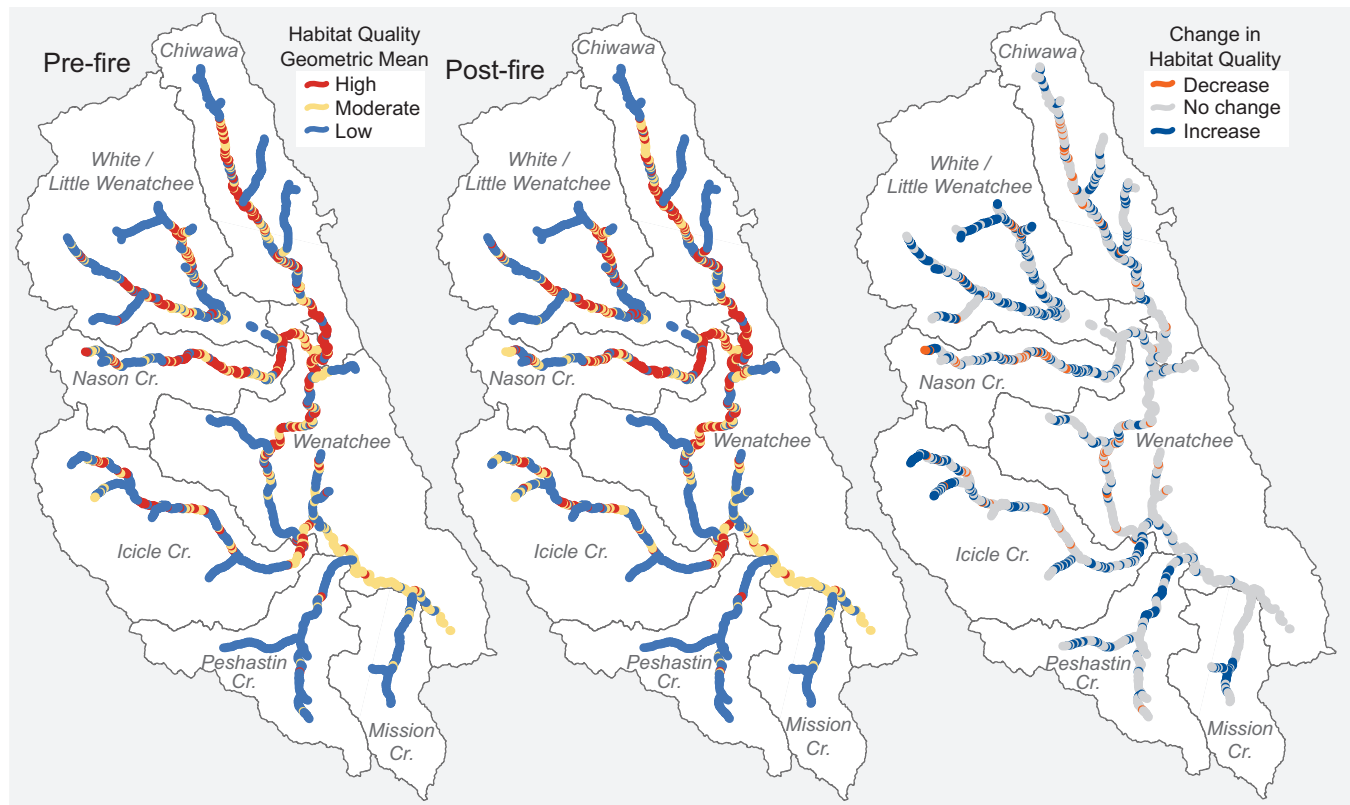 Pre-fire
Habitat Quality
Geometric Mean
High
Moderate
Low
Chiwawa
White /
Little Wenatchee
Nason Cr.
Wenatchee
Icicle Cr.
Peshastin
Cr.
Mission
Cr.
Post-fire
Chiwawa
White /
Little Wenatchee
Nason Cr.
Wenatchee
Icicle Cr.
Peshastin
Cr.
Mission
Cr.
Change in
Habitat Quality
Decrease
No change
Increase
Chiwawa
White /
Little Wenatchee
Nason Cr.
Wenatchee
Icicle Cr.
Peshastin
Cr.
Mission
Cr.